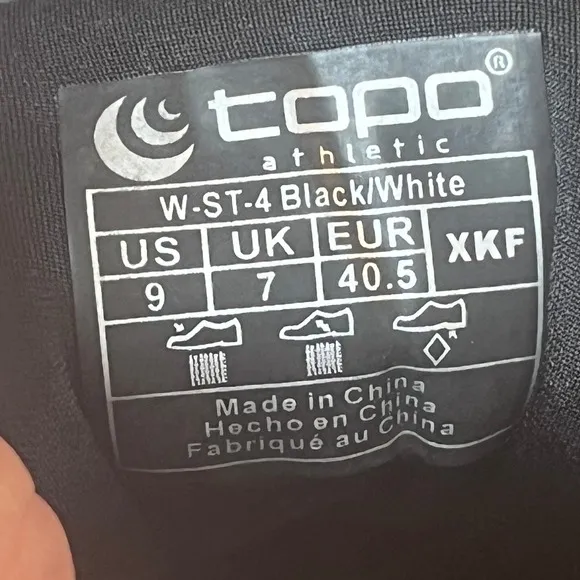 topo®
athletic
W-ST-4 Black/White
US UK EUR XKF
9 7 40.5
Made in China
Hecho en China
Fabriqué au China